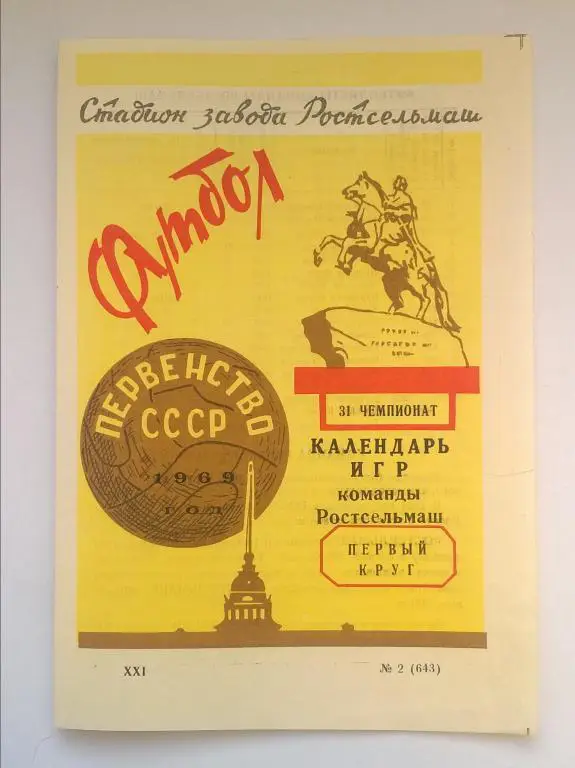 Стадион завода Ростсельмаш
Футбол
ПЕРВЕНСТВО
СССР
1969
ГОД
31 ЧЕМПИОНАТ
КАЛЕНДАРЬ
ИГР
КОМАНДЫ
Ростсельмаш
ПЕРВЫЙ
КРУГ
XXI
№ 2 (643)